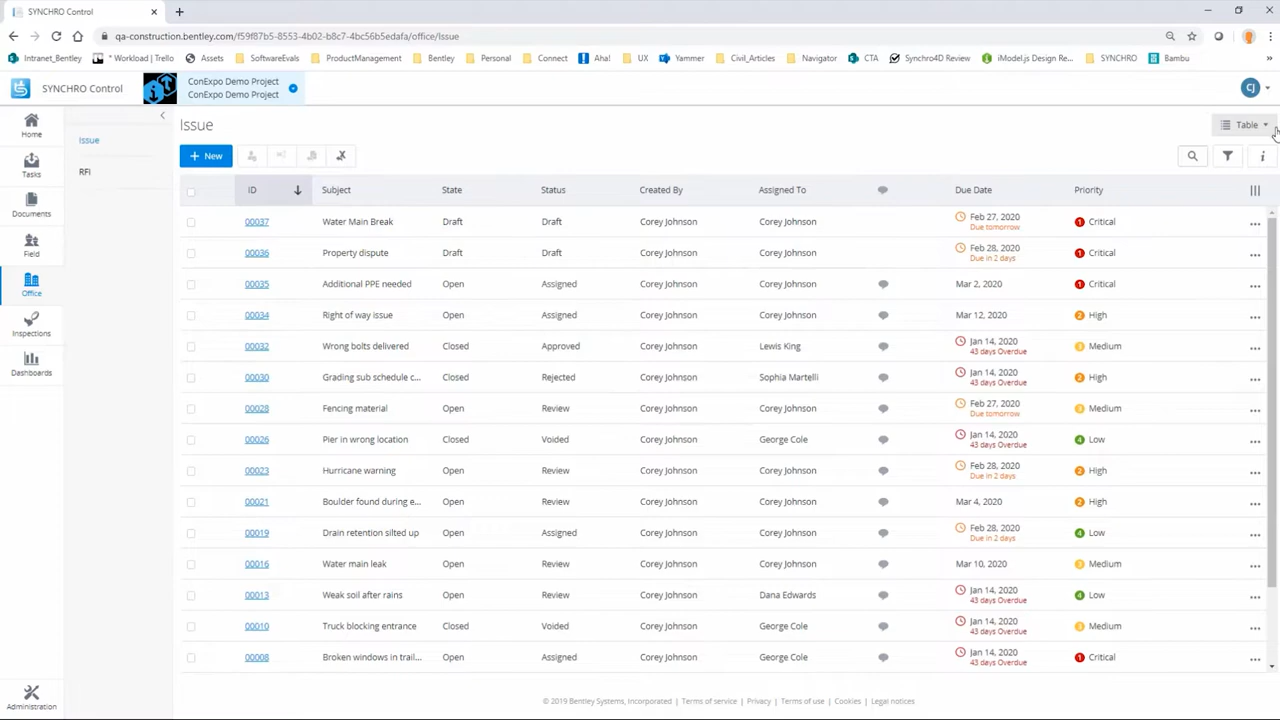 SYNCHRO Control
qa-construction.bentley.com/f59f87b5-8553-4b02-b8c7-4bc56b5edafa/office/Issue
Intranet_Bentley * Workload | Trello Assets SoftwareEvals ProductManagement Bentley Personal Connect Aha! UX Yammer Civil_Articles Navigator CTA Synchro4D Review iModel.js Design Re... SYNCHRO Bambu »
SYNCHRO Control
ConExpo Demo Project
ConExpo Demo Project
CJ
Home
Tasks
Documents
Field
Office
Inspections
Dashboards
Administration
Issue
RFI
Issue
Table
+ New
ID Subject State Status Created By Assigned To Due Date Priority
00037 Water Main Break Draft Draft Corey Johnson Corey Johnson Feb 27, 2020 1 Critical ...
Due tomorrow
00036 Property dispute Draft Draft Corey Johnson Corey Johnson Feb 28, 2020 1 Critical ...
Due in 2 days
00035 Additional PPE needed Open Assigned Corey Johnson Corey Johnson Mar 2, 2020 1 Critical ...
00034 Right of way issue Open Assigned Corey Johnson Corey Johnson Mar 12, 2020 2 High ...
00032 Wrong bolts delivered Closed Approved Corey Johnson Lewis King Jan 14, 2020 3 Medium ...
43 days Overdue
00030 Grading sub schedule c... Closed Rejected Corey Johnson Sophia Martelli Jan 14, 2020 2 High ...
43 days Overdue
00028 Fencing material Open Review Corey Johnson Corey Johnson Feb 27, 2020 3 Medium ...
Due tomorrow
00026 Pier in wrong location Closed Voided Corey Johnson George Cole Jan 14, 2020 4 Low ...
43 days Overdue
00023 Hurricane warning Open Review Corey Johnson Corey Johnson Feb 28, 2020 2 High ...
Due in 2 days
00021 Boulder found during e... Open Review Corey Johnson Corey Johnson Mar 4, 2020 2 High ...
00019 Drain retention silted up Open Assigned Corey Johnson Corey Johnson Feb 28, 2020 4 Low ...
Due in 2 days
00016 Water main leak Open Review Corey Johnson Corey Johnson Mar 10, 2020 3 Medium ...
00013 Weak soil after rains Open Review Corey Johnson Dana Edwards Jan 14, 2020 4 Low ...
43 days Overdue
00010 Truck blocking entrance Closed Voided Corey Johnson George Cole Jan 14, 2020 3 Medium ...
43 days Overdue
00008 Broken windows in trail... Open Assigned Corey Johnson George Cole Jan 14, 2020 1 Critical ...
43 days Overdue
© 2019 Bentley Systems, Incorporated | Terms of service | Privacy | Terms of use | Cookies | Legal notices